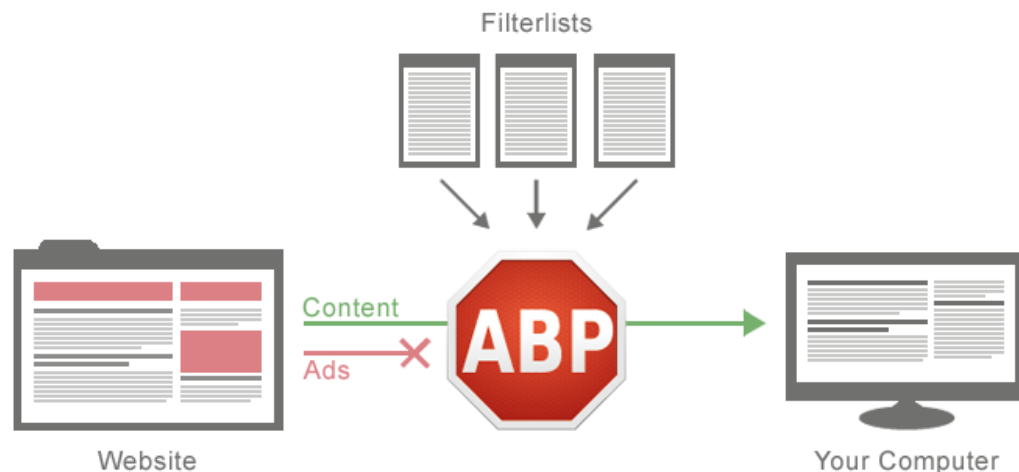 Filterlists
Content
Ads
ABP
Website
Your Computer